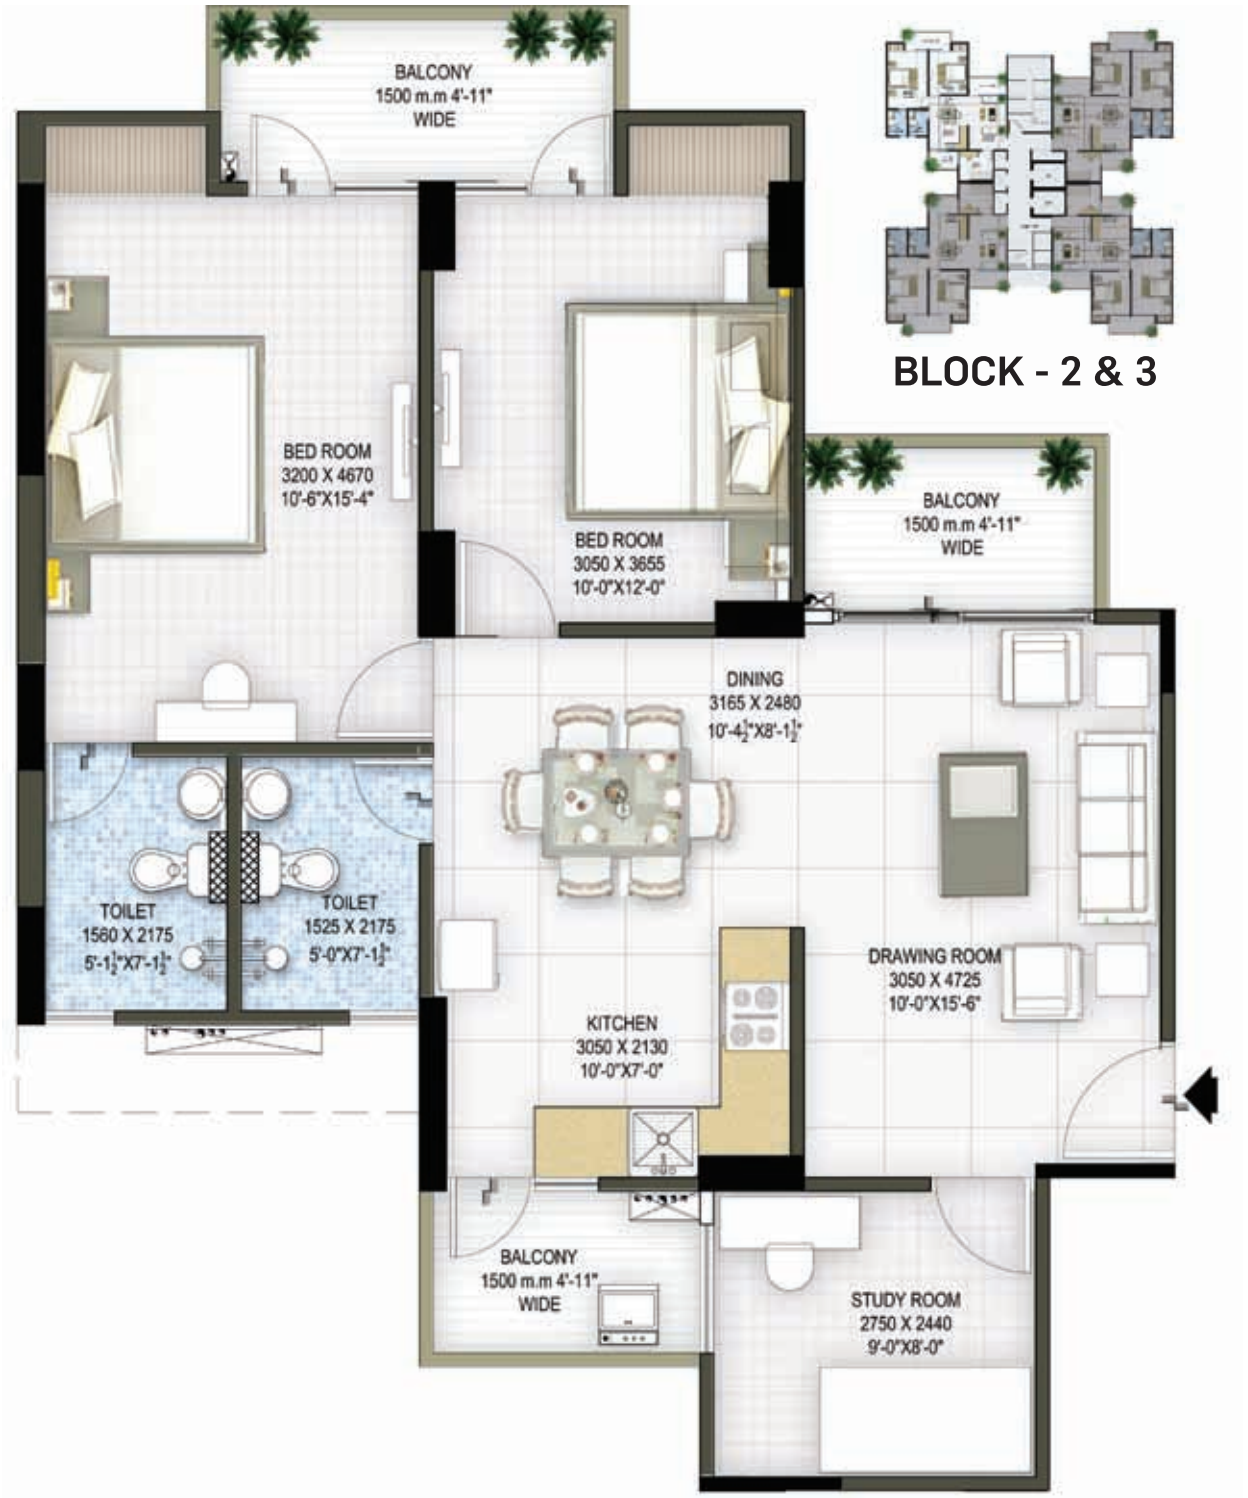 BALCONY
1500 m.m 4'-11"
WIDE
BLOCK - 2 & 3
BED ROOM
3200 X 4670
10'-6"X15'-4"
BED ROOM
3050 X 3655
10'-0"X12'-0"
BALCONY
1500 m.m 4'-11"
WIDE
DINING
3165 X 2480
10'-4½"X8'-1½"
TOILET
1560 X 2175
5'-1½"X7'-1½"
TOILET
1525 X 2175
5'-0"X7'-1½"
DRAWING ROOM
3050 X 4725
10'-0"X15'-6"
KITCHEN
3050 X 2130
10'-0"X7'-0"
BALCONY
1500 m.m 4'-11"
WIDE
STUDY ROOM
2750 X 2440
9'-0"X8'-0"